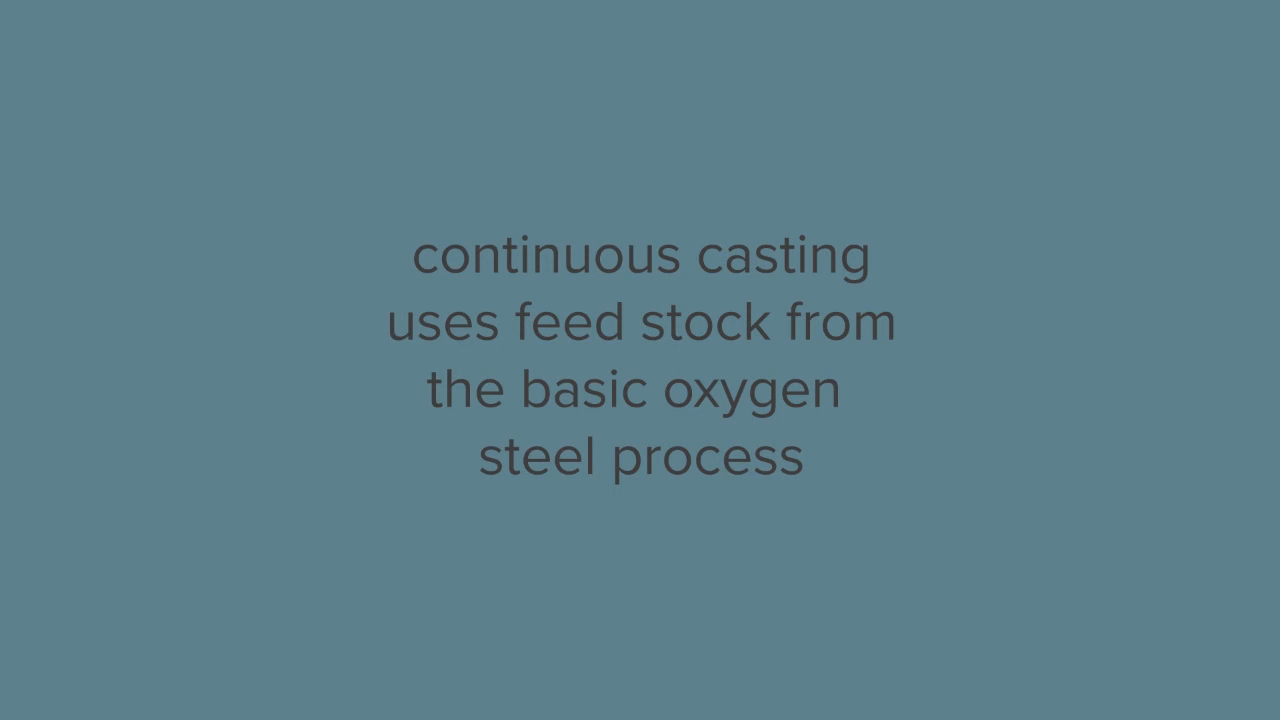 continuous casting
uses feed stock from
the basic oxygen
steel process